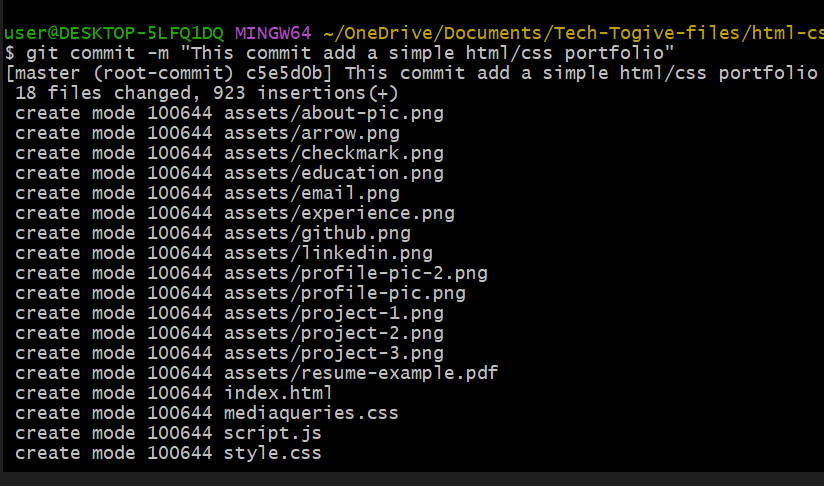 user@DESKTOP-5LFQ1DQ MINGW64 ~/OneDrive/Documents/Tech-Togive-files/html-cs
$ git commit -m "This commit add a simple html/css portfolio"
[master (root-commit) c5e5d0b] This commit add a simple html/css portfolio
 18 files changed, 923 insertions(+)
 create mode 100644 assets/about-pic.png
 create mode 100644 assets/arrow.png
 create mode 100644 assets/checkmark.png
 create mode 100644 assets/education.png
 create mode 100644 assets/email.png
 create mode 100644 assets/experience.png
 create mode 100644 assets/github.png
 create mode 100644 assets/linkedin.png
 create mode 100644 assets/profile-pic-2.png
 create mode 100644 assets/profile-pic.png
 create mode 100644 assets/project-1.png
 create mode 100644 assets/project-2.png
 create mode 100644 assets/project-3.png
 create mode 100644 assets/resume-example.pdf
 create mode 100644 index.html
 create mode 100644 mediaqueries.css
 create mode 100644 script.js
 create mode 100644 style.css